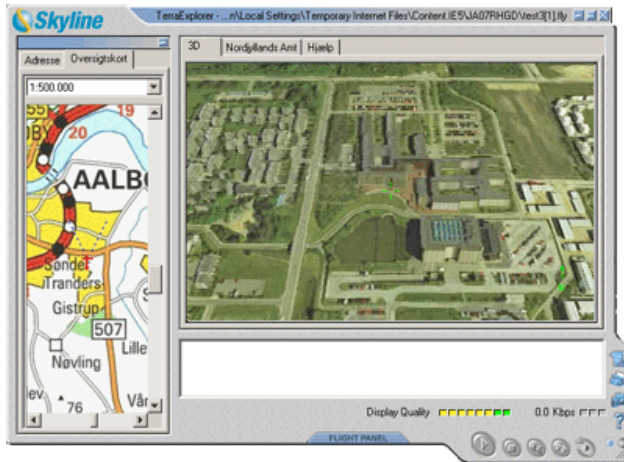 Skyline
TerraExplorer - ...n\Local Settings\Temporary Internet Files\Content.IE5\JA07RHGD\test3[1].fly
Adresse Oversigtskort
3D Nordjyllands Amt Hjælp
1:500.000
19
20
AALB
Sønde
Tranders
Gistrup
507
Lille
Nøvling
76
Vår
Display Quality 0.0 Kbps
FLIGHT PANEL